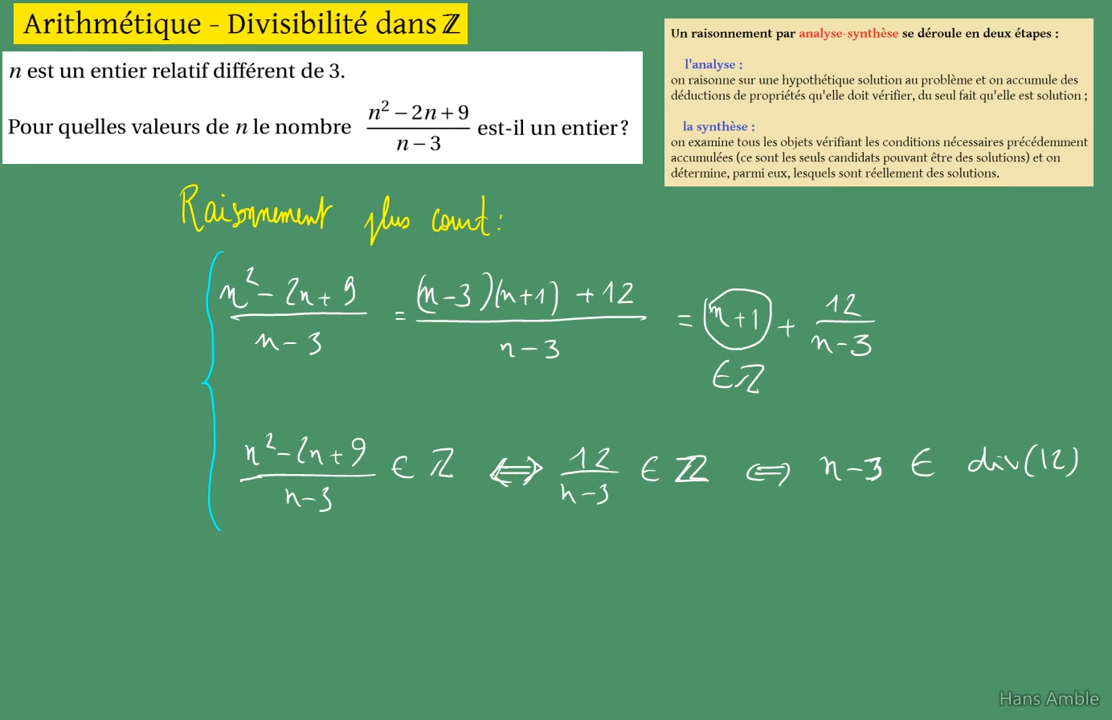 Arithmétique - Divisibilité dans ℤ
n est un entier relatif différent de 3.
Pour quelles valeurs de n le nombre (n² − 2n + 9)/(n − 3) est-il un entier ?
Un raisonnement par analyse-synthèse se déroule en deux étapes :
l'analyse :
on raisonne sur une hypothétique solution au problème et on accumule des
déductions de propriétés qu'elle doit vérifier, du seul fait qu'elle est solution ;
la synthèse :
on examine tous les objets vérifiant les conditions nécessaires précédemment
accumulées (ce sont les seuls candidats pouvant être des solutions) et on
détermine, parmi eux, lesquels sont réellement des solutions.
Raisonnement plus court :
(n² − 2n + 9)/(n − 3) = ((n − 3)(n + 1) + 12)/(n − 3) = n + 1 + 12/(n − 3)
∈ ℤ
(n² − 2n + 9)/(n − 3) ∈ ℤ ⟺ 12/(n − 3) ∈ ℤ ⟺ n − 3 ∈ div(12)
Hans Amble